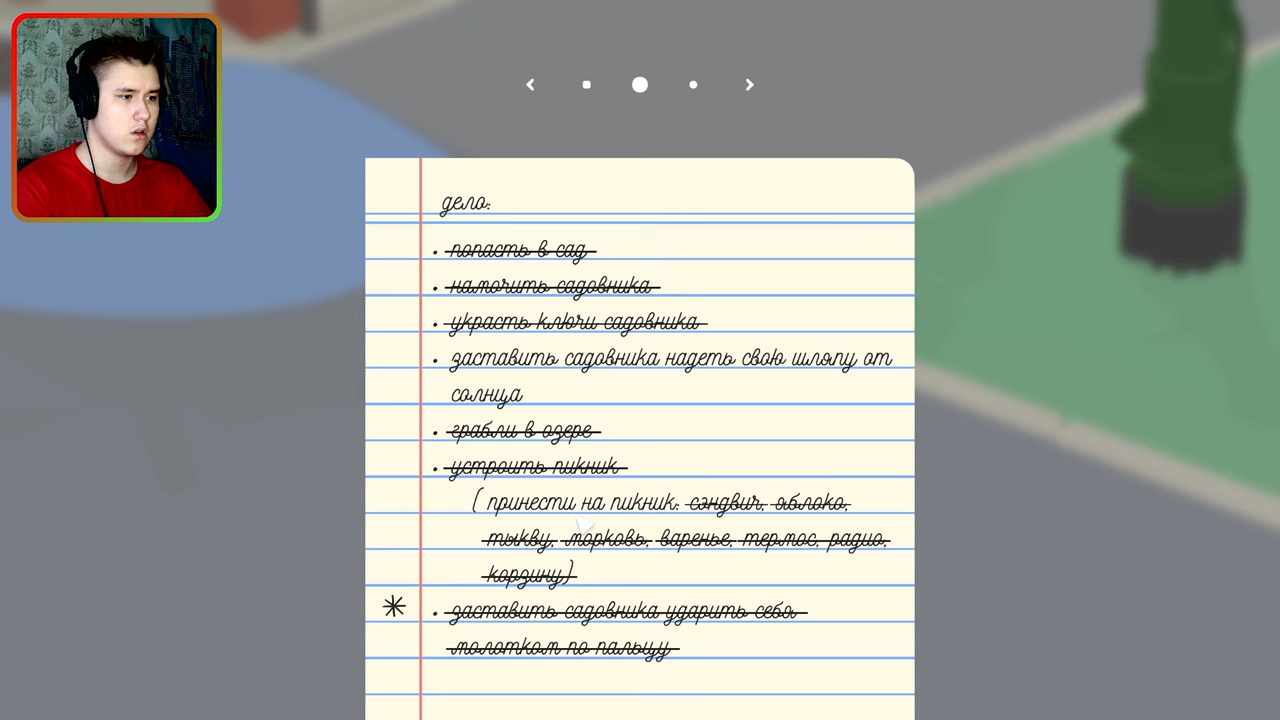 дело:
• попасть в сад
• намочить садовника
• украсть ключи садовника
• заставить садовника надеть свою шляпу от
солнца
• грабли в озере
• устроить пикник
( принести на пикник: сэндвич, яблоко,
тыкву, морковь, варенье, термос, радио,
корзину)
* • заставить садовника ударить себя
молотком по пальцу